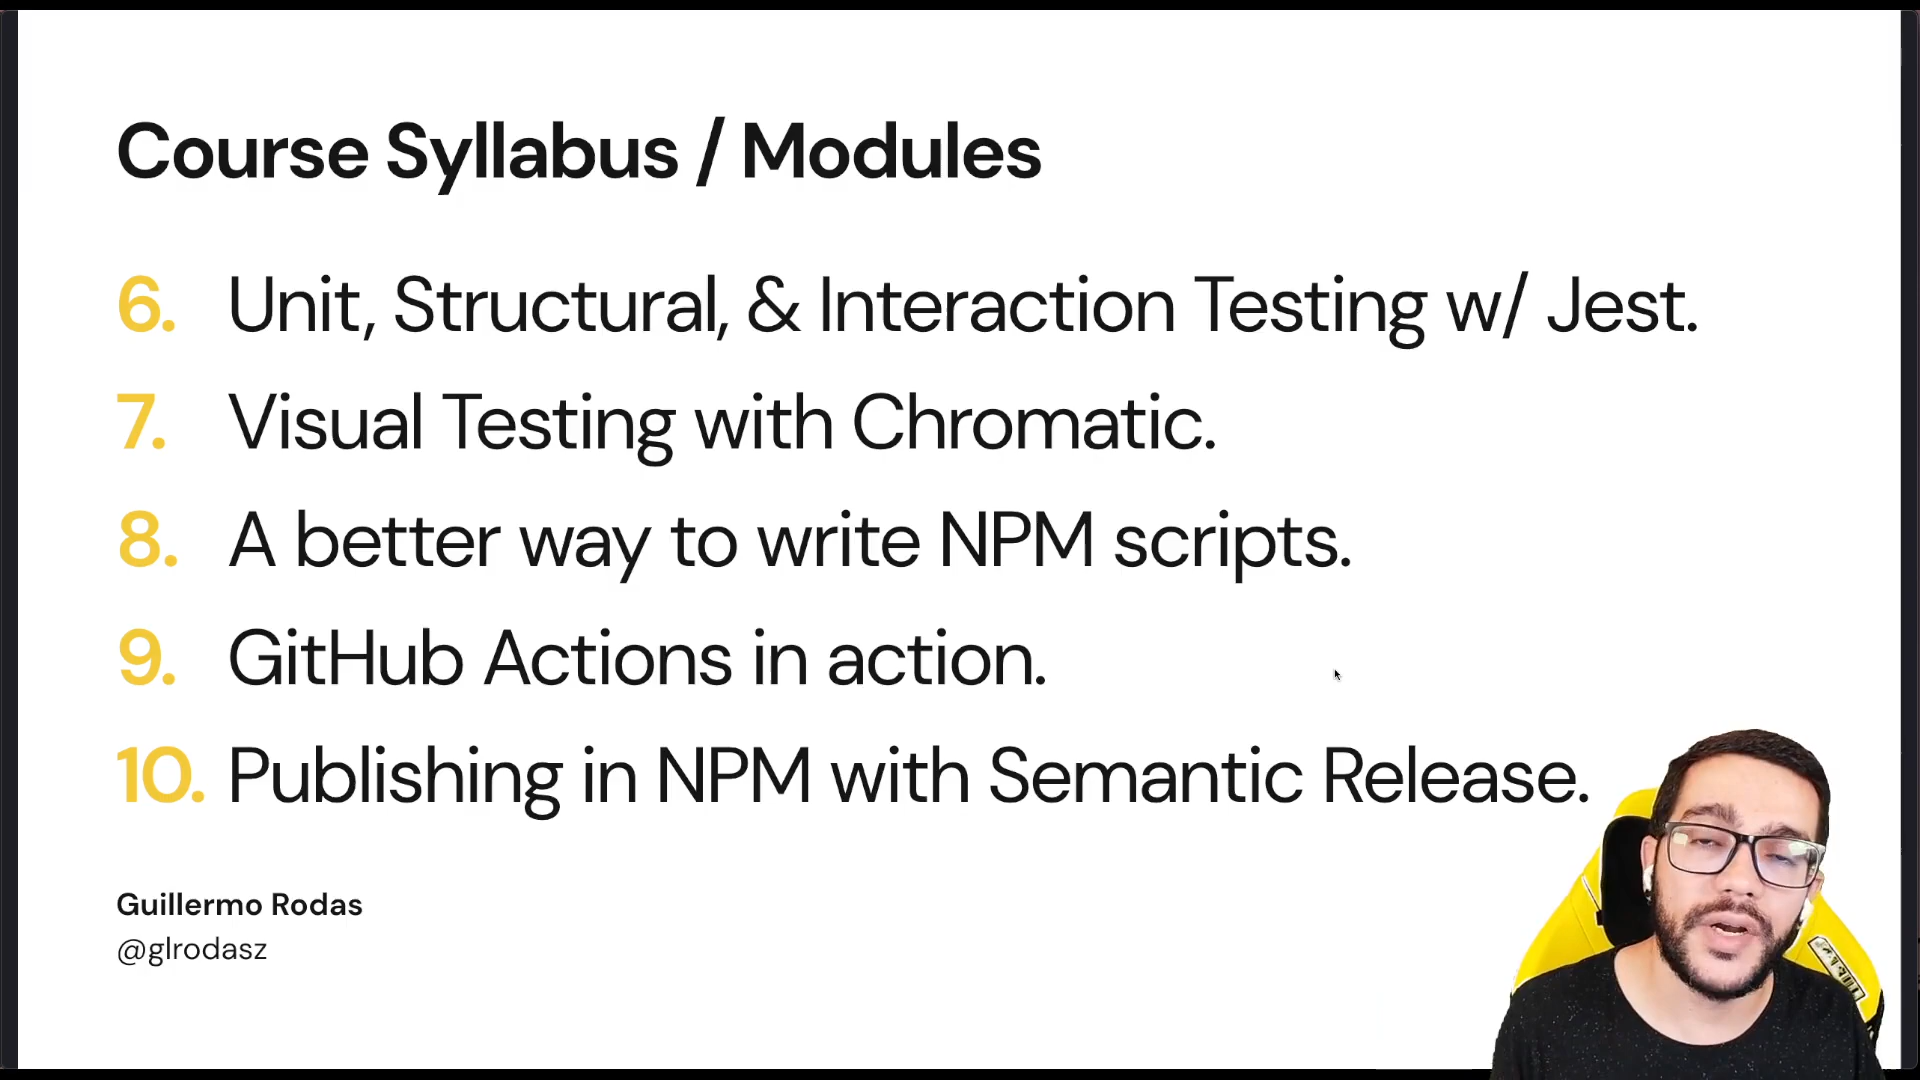 Course Syllabus / Modules
6. Unit, Structural, & Interaction Testing w/ Jest.
7. Visual Testing with Chromatic.
8. A better way to write NPM scripts.
9. GitHub Actions in action.
10. Publishing in NPM with Semantic Release.
Guillermo Rodas
@glrodasz